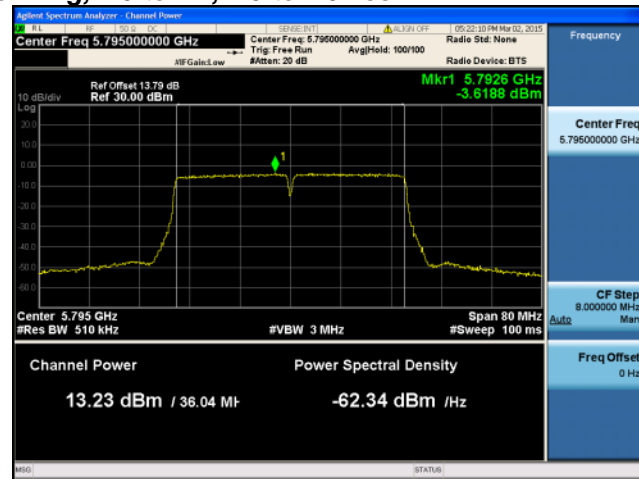 Agilent Spectrum Analyzer - Channel Power
RL RF 50 Ω DC SENSE:INT ALIGN OFF 05:22:10 PM Mar 02, 2015
Center Freq 5.795000000 GHz Center Freq: 5.795000000 GHz Radio Std: None
Trig: Free Run Avg|Hold: 100/100
#IFGain:Low #Atten: 20 dB Radio Device: BTS
Frequency
Ref Offset 13.79 dB Mkr1 5.7926 GHz
10 dB/div Ref 30.00 dBm -3.6188 dBm
Log
20.0
10.0
0.00
-10.0
-20.0
-30.0
-40.0
-50.0
-60.0
1
Center Freq
5.795000000 GHz
Center 5.795 GHz Span 80 MHz
#Res BW 510 kHz #VBW 3 MHz #Sweep 100 ms
CF Step
8.000000 MHz
Auto Man
Channel Power Power Spectral Density
13.23 dBm / 36.04 MH -62.34 dBm /Hz
Freq Offset
0 Hz
MSG STATUS